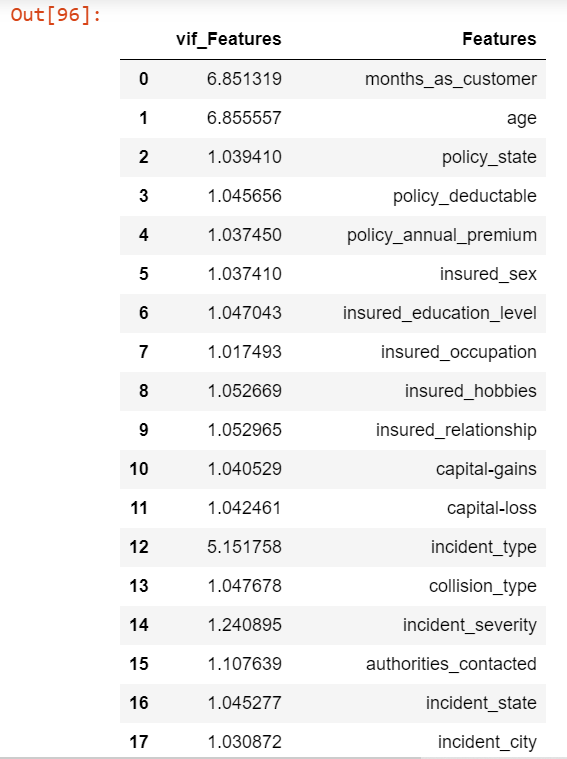 Out[96]:
vif_Features Features
0 6.851319 months_as_customer
1 6.855557 age
2 1.039410 policy_state
3 1.045656 policy_deductable
4 1.037450 policy_annual_premium
5 1.037410 insured_sex
6 1.047043 insured_education_level
7 1.017493 insured_occupation
8 1.052669 insured_hobbies
9 1.052965 insured_relationship
10 1.040529 capital-gains
11 1.042461 capital-loss
12 5.151758 incident_type
13 1.047678 collision_type
14 1.240895 incident_severity
15 1.107639 authorities_contacted
16 1.045277 incident_state
17 1.030872 incident_city